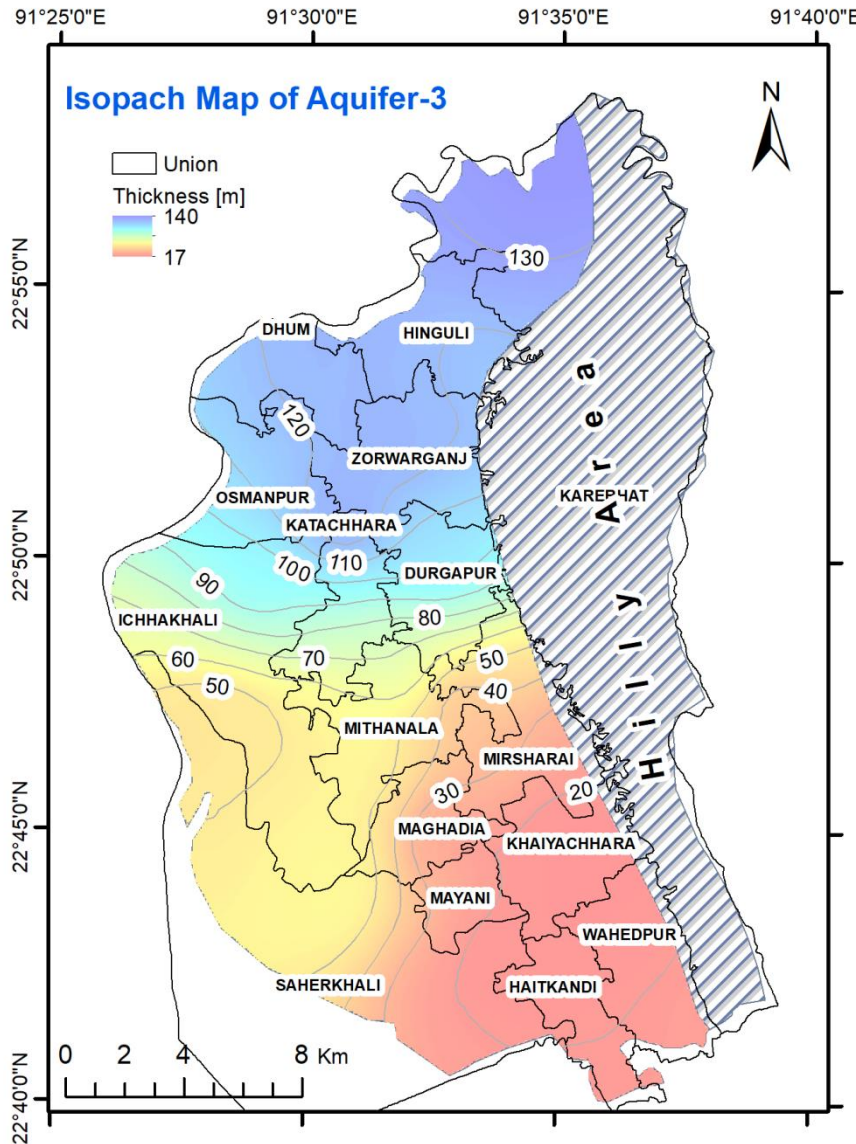 91°25'0"E 91°30'0"E 91°35'0"E 91°40'0"E
Isopach Map of Aquifer-3
N
Union
Thickness [m]
140
17
22°55'0"N
22°50'0"N
22°45'0"N
22°40'0"N
130
DHUM
HINGULI
120
ZORWARGANJ
OSMANPUR
KATACHHARA
KARERHAT
Hilly Area
100
110
90
DURGAPUR
ICHHAKHALI
80
60
70
50
50
40
MITHANALA
MIRSHARAI
30
20
MAGHADIA
KHAIYACHHARA
MAYANI
WAHEDPUR
SAHERKHALI
HAITKANDI
0 2 4 8 Km